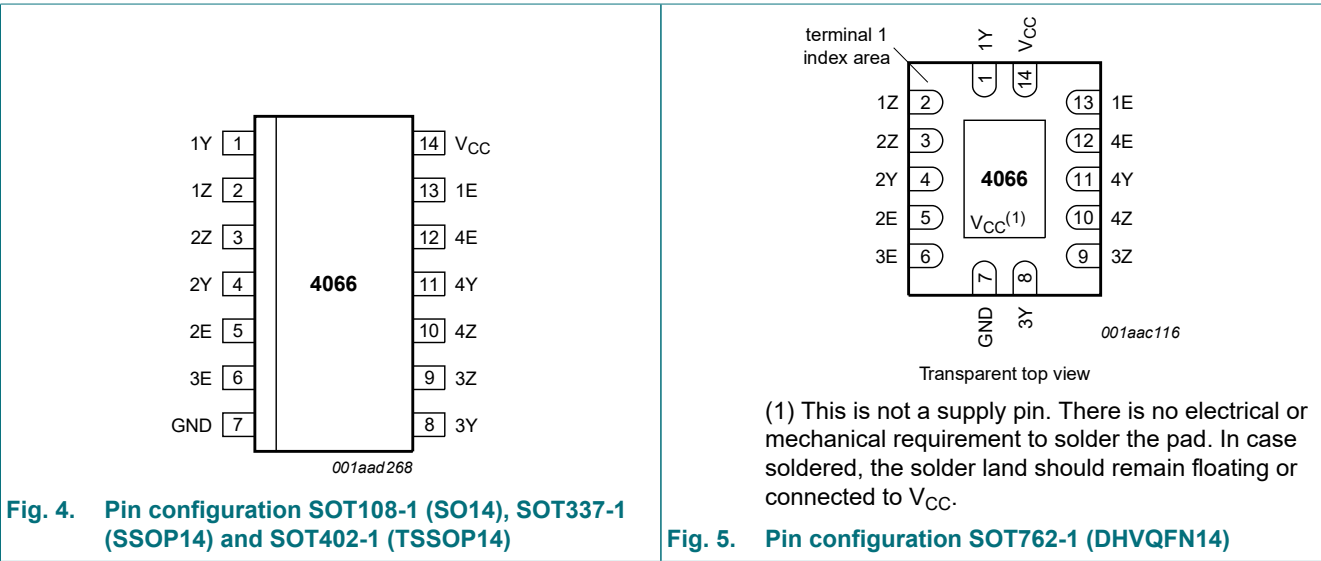 1Y 1
14 VCC
1Z 2
13 1E
2Z 3
12 4E
2Y 4
4066
11 4Y
2E 5
10 4Z
3E 6
9 3Z
GND 7
8 3Y
001aad268
Fig. 4. Pin configuration SOT108-1 (SO14), SOT337-1
(SSOP14) and SOT402-1 (TSSOP14)
terminal 1
index area
1Y
VCC
1
14
1Z 2
13 1E
2Z 3
12 4E
2Y 4
4066
11 4Y
2E 5
VCC(1)
10 4Z
3E 6
9 3Z
7
8
GND
3Y
001aac116
Transparent top view
(1) This is not a supply pin. There is no electrical or
mechanical requirement to solder the pad. In case
soldered, the solder land should remain floating or
connected to VCC.
Fig. 5. Pin configuration SOT762-1 (DHVQFN14)